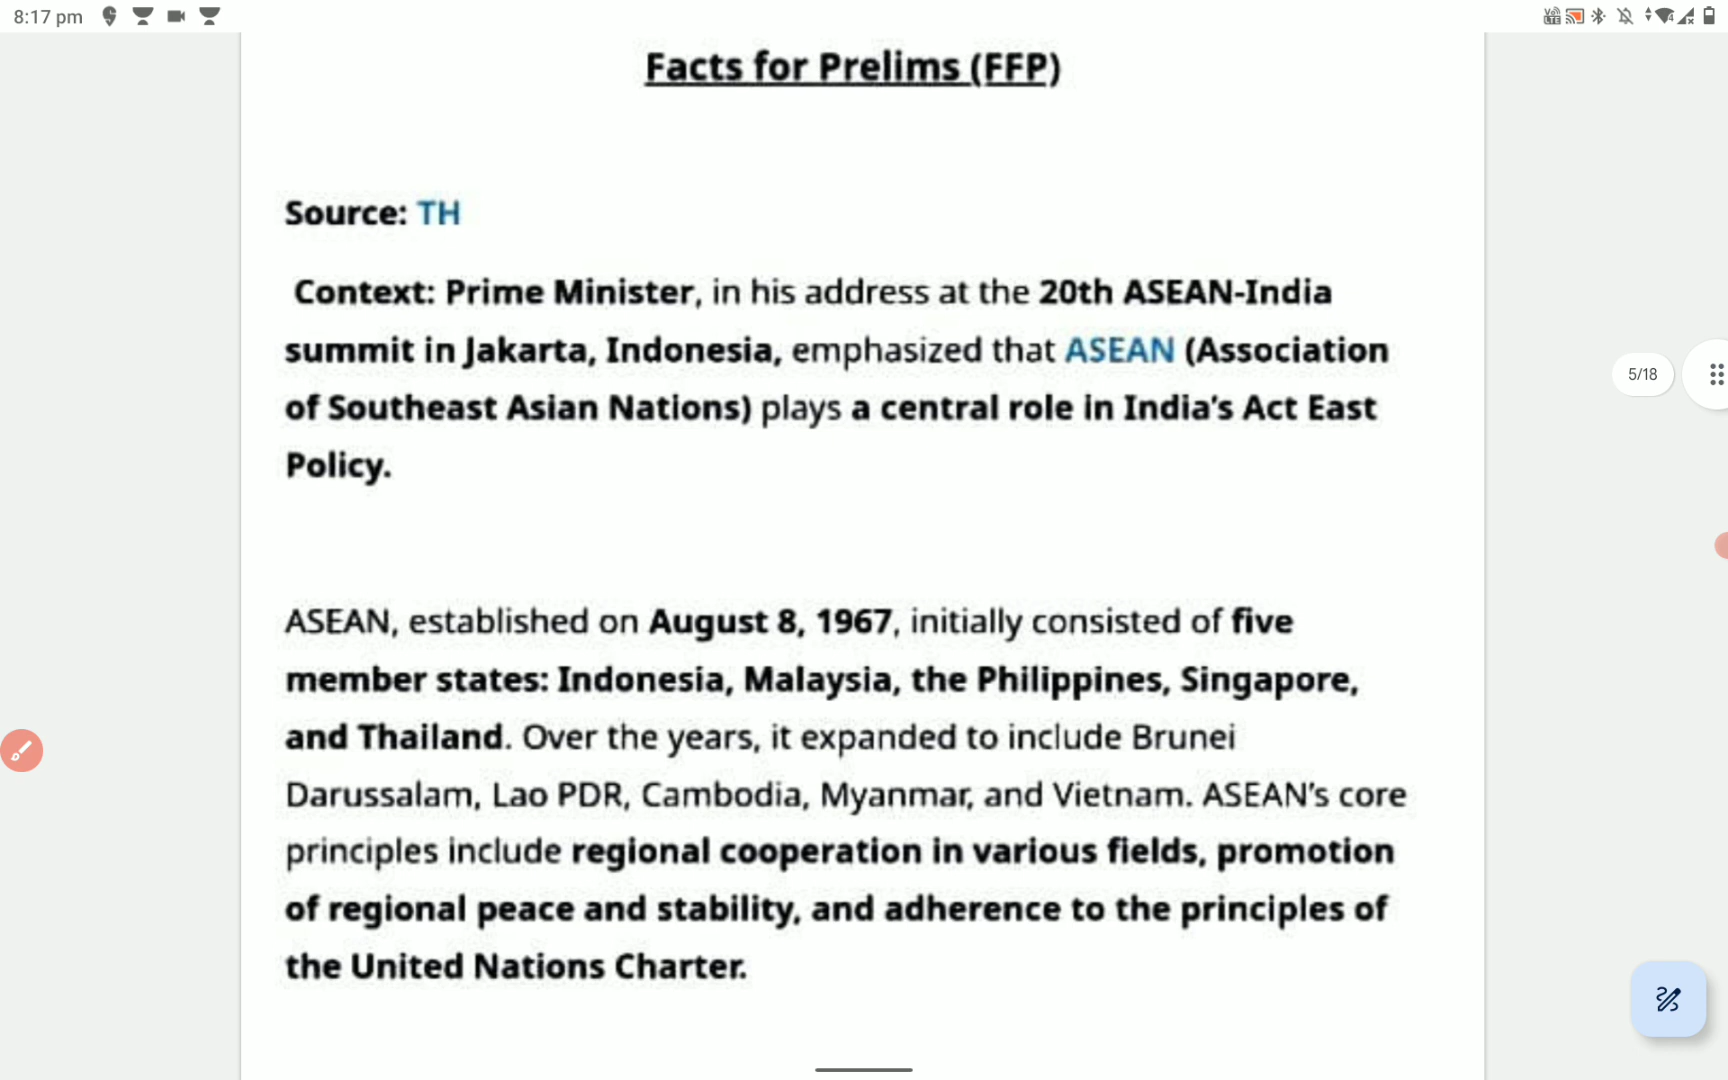 8:17 pm
Facts for Prelims (FFP)
Source: TH
Context: Prime Minister, in his address at the 20th ASEAN-India
summit in Jakarta, Indonesia, emphasized that ASEAN (Association
of Southeast Asian Nations) plays a central role in India's Act East
Policy.
5/18
ASEAN, established on August 8, 1967, initially consisted of five
member states: Indonesia, Malaysia, the Philippines, Singapore,
and Thailand. Over the years, it expanded to include Brunei
Darussalam, Lao PDR, Cambodia, Myanmar, and Vietnam. ASEAN's core
principles include regional cooperation in various fields, promotion
of regional peace and stability, and adherence to the principles of
the United Nations Charter.